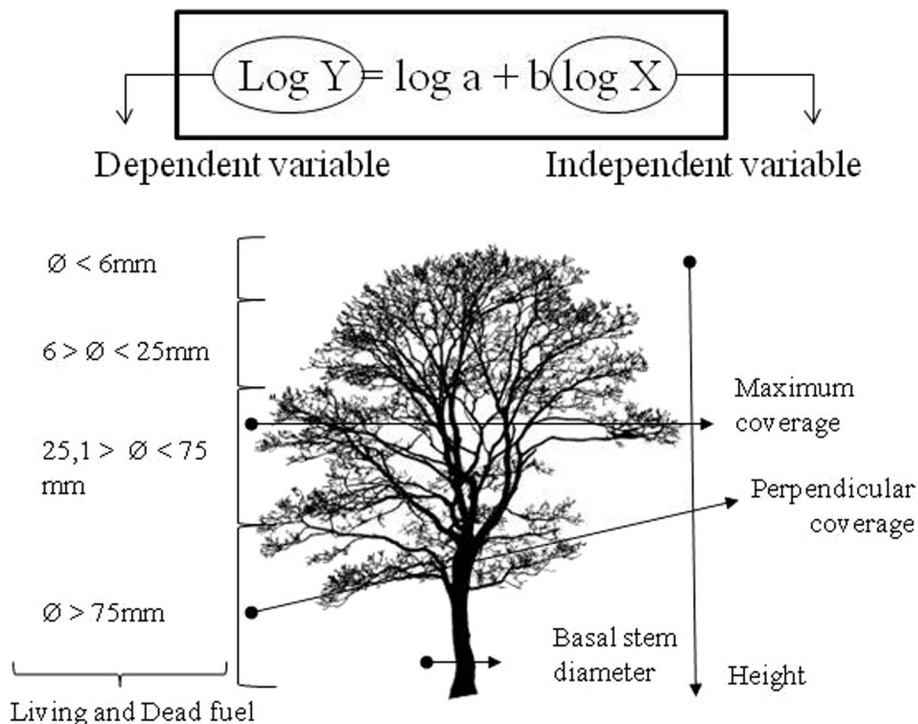 Log Y = log a + b log X
Dependent variable
Independent variable
Ø < 6mm
6 > Ø < 25mm
25,1 > Ø < 75
mm
Ø > 75mm
Living and Dead fuel
Maximum
coverage
Perpendicular
coverage
Basal stem
diameter
Height